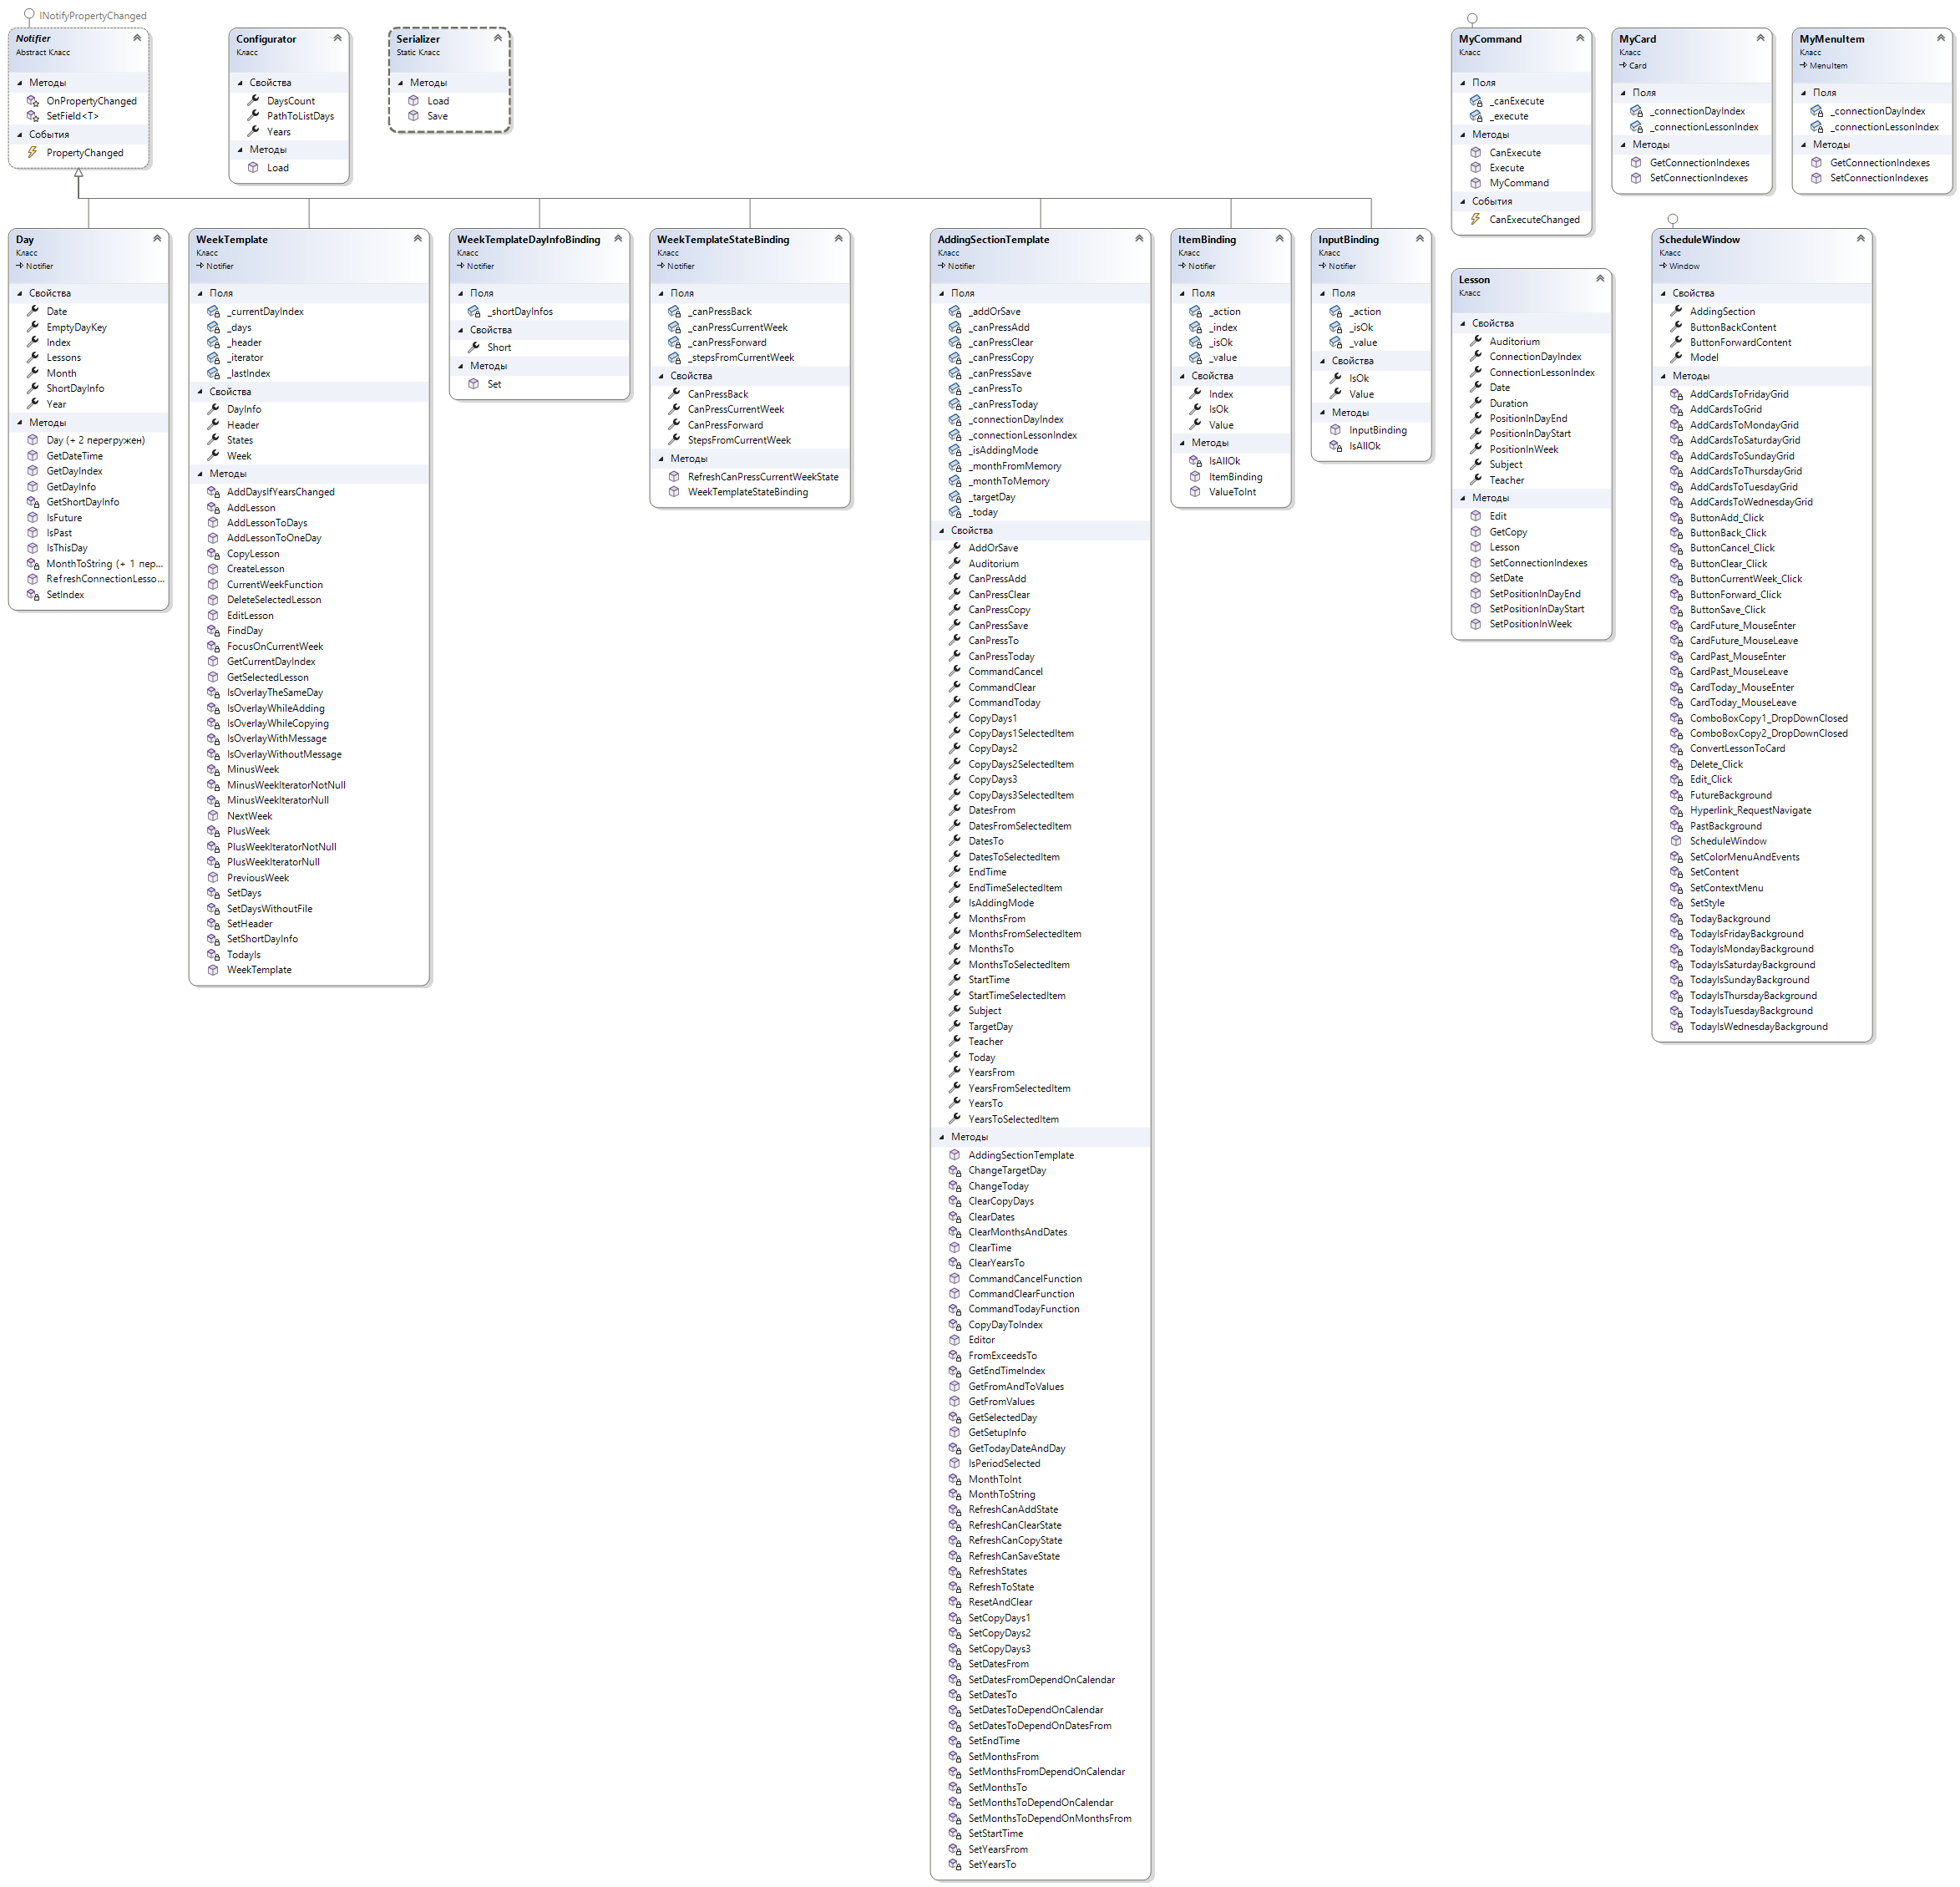 INotifyPropertyChanged
Notifier
Abstract Класс
Методы
OnPropertyChanged
SetField<T>
События
PropertyChanged
Configurator
Класс
Свойства
DaysCount
PathToListDays
Years
Методы
Load
Serializer
Static Класс
Методы
Load
Save
MyCommand
Класс
Поля
_canExecute
_execute
Методы
CanExecute
Execute
MyCommand
События
CanExecuteChanged
MyCard
Класс
Card
Поля
_connectionDayIndex
_connectionLessonIndex
Методы
GetConnectionIndexes
SetConnectionIndexes
MyMenuItem
Класс
MenuItem
Поля
_connectionDayIndex
_connectionLessonIndex
Методы
GetConnectionIndexes
SetConnectionIndexes
Day
Класс
Notifier
Свойства
Date
EmptyDayKey
Index
Lessons
Month
ShortDayInfo
Year
Методы
Day (+ 2 перегружен)
GetDateTime
GetDayIndex
GetDayInfo
GetShortDayInfo
IsFuture
IsPast
IsThisDay
MonthToString (+ 1 пер...
RefreshConnectionLesso...
SetIndex
WeekTemplate
Класс
Notifier
Поля
_currentDayIndex
_days
_header
_iterator
_lastIndex
Свойства
DayInfo
Header
States
Week
Методы
AddDaysIfYearsChanged
AddLesson
AddLessonToDays
AddLessonToOneDay
CopyLesson
CreateLesson
CurrentWeekFunction
DeleteSelectedLesson
EditLesson
FindDay
FocusOnCurrentWeek
GetCurrentDayIndex
GetSelectedLesson
IsOverlayTheSameDay
IsOverlayWhileAdding
IsOverlayWhileCopying
IsOverlayWithMessage
IsOverlayWithoutMessage
MinusWeek
MinusWeekIteratorNotNull
MinusWeekIteratorNull
NextWeek
PlusWeek
PlusWeekIteratorNotNull
PlusWeekIteratorNull
PreviousWeek
SetDays
SetDaysWithoutFile
SetHeader
SetShortDayInfo
TodayIs
WeekTemplate
WeekTemplateDayInfoBinding
Класс
Notifier
Поля
_shortDayInfos
Свойства
Short
Методы
Set
WeekTemplateStateBinding
Класс
Notifier
Поля
_canPressBack
_canPressCurrentWeek
_canPressForward
_stepsFromCurrentWeek
Свойства
CanPressBack
CanPressCurrentWeek
CanPressForward
StepsFromCurrentWeek
Методы
RefreshCanPressCurrentWeekState
WeekTemplateStateBinding
AddingSectionTemplate
Класс
Notifier
Поля
_addOrSave
_canPressAdd
_canPressClear
_canPressCopy
_canPressSave
_canPressTo
_canPressToday
_connectionDayIndex
_connectionLessonIndex
_isAddingMode
_monthFromMemory
_monthToMemory
_targetDay
_today
Свойства
AddOrSave
Auditorium
CanPressAdd
CanPressClear
CanPressCopy
CanPressSave
CanPressTo
CanPressToday
CommandCancel
CommandClear
CommandToday
CopyDays1
CopyDays1SelectedItem
CopyDays2
CopyDays2SelectedItem
CopyDays3
CopyDays3SelectedItem
DatesFrom
DatesFromSelectedItem
DatesTo
DatesToSelectedItem
EndTime
EndTimeSelectedItem
IsAddingMode
MonthsFrom
MonthsFromSelectedItem
MonthsTo
MonthsToSelectedItem
StartTime
StartTimeSelectedItem
Subject
TargetDay
Teacher
Today
YearsFrom
YearsFromSelectedItem
YearsTo
YearsToSelectedItem
Методы
AddingSectionTemplate
ChangeTargetDay
ChangeToday
ClearCopyDays
ClearDates
ClearMonthsAndDates
ClearTime
ClearYearsTo
CommandCancelFunction
CommandClearFunction
CommandTodayFunction
CopyDayToIndex
Editor
FromExceedsTo
GetEndTimeIndex
GetFromAndToValues
GetFromValues
GetSelectedDay
GetSetupInfo
GetTodayDateAndDay
IsPeriodSelected
MonthToInt
MonthToString
RefreshCanAddState
RefreshCanClearState
RefreshCanCopyState
RefreshCanSaveState
RefreshStates
RefreshToState
ResetAndClear
SetCopyDays1
SetCopyDays2
SetCopyDays3
SetDatesFrom
SetDatesFromDependOnCalendar
SetDatesTo
SetDatesToDependOnCalendar
SetDatesToDependOnDatesFrom
SetEndTime
SetMonthsFrom
SetMonthsFromDependOnCalendar
SetMonthsTo
SetMonthsToDependOnCalendar
SetMonthsToDependOnMonthsFrom
SetStartTime
SetYearsFrom
SetYearsTo
ItemBinding
Класс
Notifier
Поля
_action
_index
_isOk
_value
Свойства
Index
IsOk
Value
Методы
IsAllOk
ItemBinding
ValueToInt
InputBinding
Класс
Notifier
Поля
_action
_isOk
_value
Свойства
IsOk
Value
Методы
InputBinding
IsAllOk
Lesson
Класс
Свойства
Auditorium
ConnectionDayIndex
ConnectionLessonIndex
Date
Duration
PositionInDayEnd
PositionInDayStart
PositionInWeek
Subject
Teacher
Методы
Edit
GetCopy
Lesson
SetConnectionIndexes
SetDate
SetPositionInDayEnd
SetPositionInDayStart
SetPositionInWeek
ScheduleWindow
Класс
Window
Свойства
AddingSection
ButtonBackContent
ButtonForwardContent
Model
Методы
AddCardsToFridayGrid
AddCardsToGrid
AddCardsToMondayGrid
AddCardsToSaturdayGrid
AddCardsToSundayGrid
AddCardsToThursdayGrid
AddCardsToTuesdayGrid
AddCardsToWednesdayGrid
ButtonAdd_Click
ButtonBack_Click
ButtonCancel_Click
ButtonClear_Click
ButtonCurrentWeek_Click
ButtonForward_Click
ButtonSave_Click
CardFuture_MouseEnter
CardFuture_MouseLeave
CardPast_MouseEnter
CardPast_MouseLeave
CardToday_MouseEnter
CardToday_MouseLeave
ComboBoxCopy1_DropDownClosed
ComboBoxCopy2_DropDownClosed
ConvertLessonToCard
Delete_Click
Edit_Click
FutureBackground
Hyperlink_RequestNavigate
PastBackground
ScheduleWindow
SetColorMenuAndEvents
SetContent
SetContextMenu
SetStyle
TodayBackground
TodayIsFridayBackground
TodayIsMondayBackground
TodayIsSaturdayBackground
TodayIsSundayBackground
TodayIsThursdayBackground
TodayIsTuesdayBackground
TodayIsWednesdayBackground